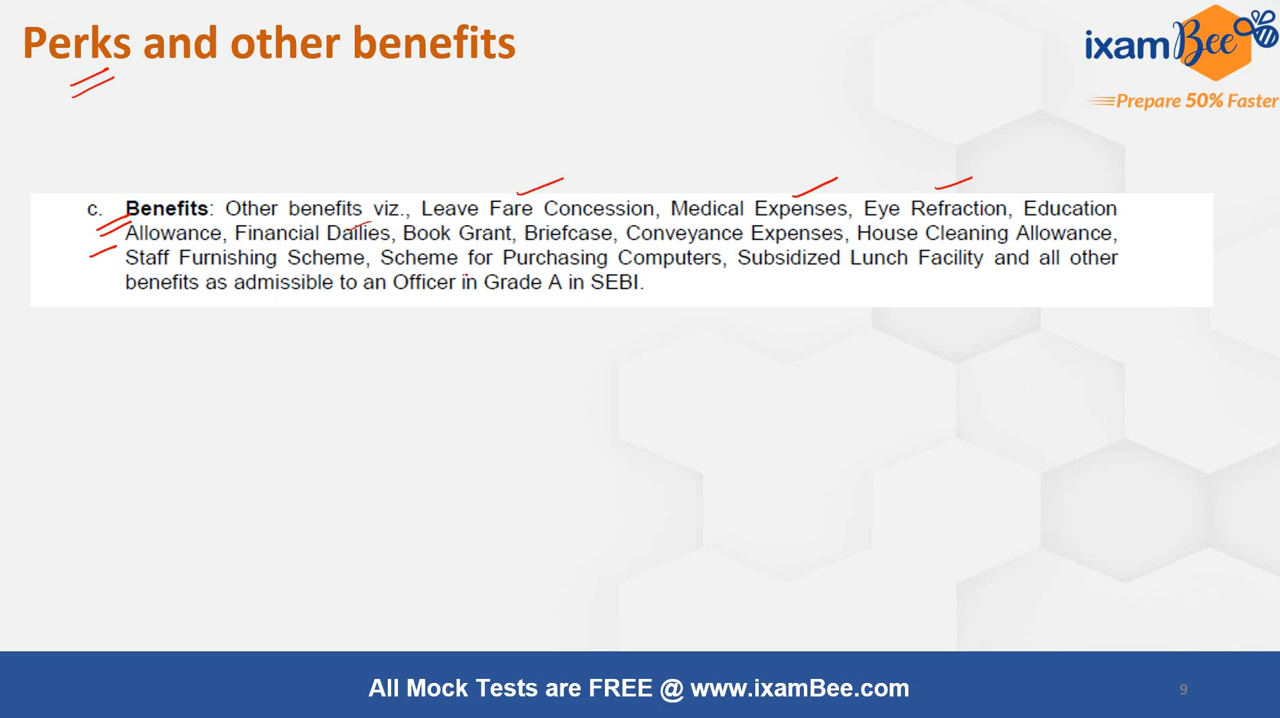 Perks and other benefits
ixamBee
Prepare 50% Faster
c. Benefits: Other benefits viz., Leave Fare Concession, Medical Expenses, Eye Refraction, Education
Allowance, Financial Dailies, Book Grant, Briefcase, Conveyance Expenses, House Cleaning Allowance,
Staff Furnishing Scheme, Scheme for Purchasing Computers, Subsidized Lunch Facility and all other
benefits as admissible to an Officer in Grade A in SEBI.
All Mock Tests are FREE @ www.ixamBee.com
9